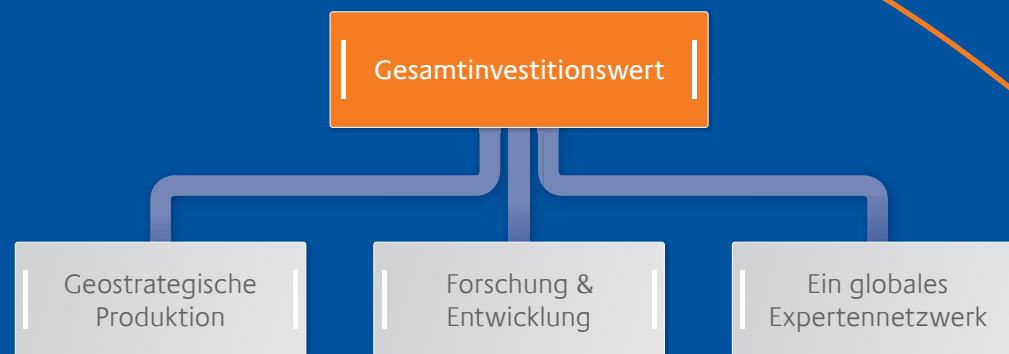 Gesamtinvestitionswert
Geostrategische
Produktion
Forschung &
Entwicklung
Ein globales
Expertennetzwerk